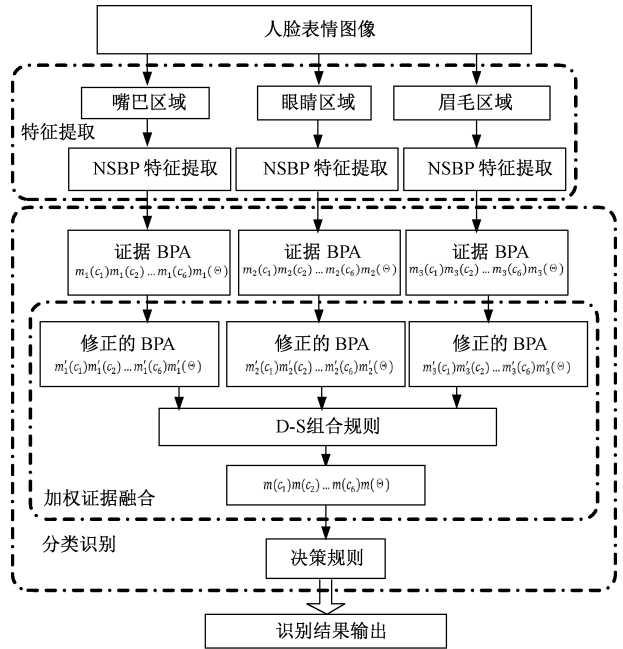 人脸表情图像
嘴巴区域
眼睛区域
眉毛区域
特征提取
NSBP 特征提取
NSBP 特征提取
NSBP 特征提取
证据 BPA
m₁(c₁)m₁(c₂)…m₁(c₆)m₁(Θ)
证据 BPA
m₂(c₁)m₂(c₂)…m₂(c₆)m₂(Θ)
证据 BPA
m₃(c₁)m₃(c₂)…m₃(c₆)m₃(Θ)
修正的 BPA
m′₁(c₁)m′₁(c₂)…m′₁(c₆)m′₁(Θ)
修正的 BPA
m′₂(c₁)m′₂(c₂)…m′₂(c₆)m′₂(Θ)
修正的 BPA
m′₃(c₁)m′₃(c₂)…m′₃(c₆)m′₃(Θ)
D-S组合规则
m(c₁)m(c₂)…m(c₆)m(Θ)
加权证据融合
分类识别
决策规则
识别结果输出